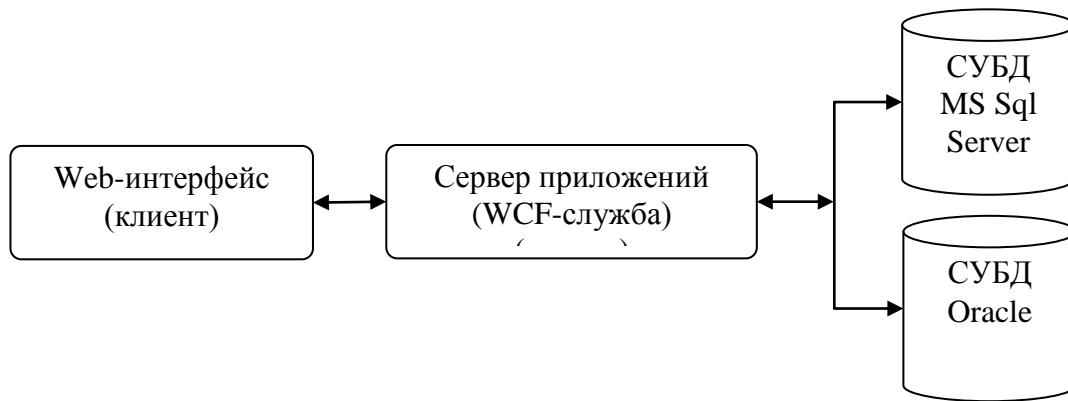 Web-интерфейс
(клиент)
Сервер приложений
(WCF-служба)
СУБД
MS Sql
Server
СУБД
Oracle